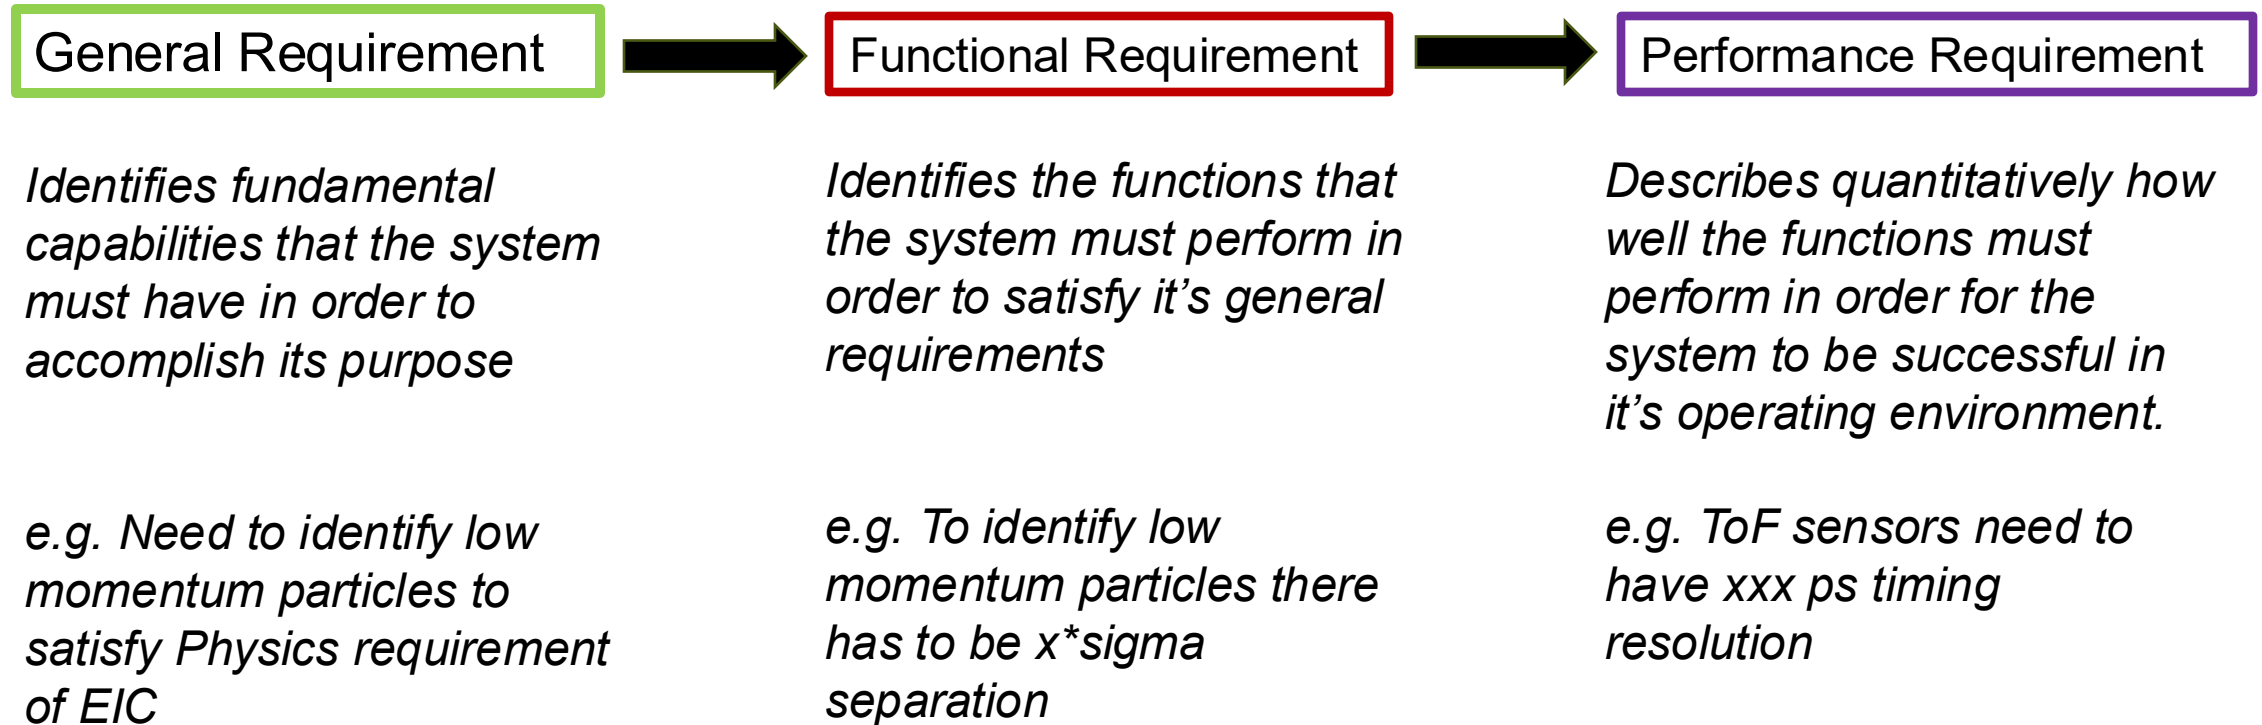 General Requirement
Functional Requirement
Performance Requirement
Identifies fundamental
capabilities that the system
must have in order to
accomplish its purpose
e.g. Need to identify low
momentum particles to
satisfy Physics requirement
of EIC
Identifies the functions that
the system must perform in
order to satisfy it’s general
requirements
e.g. To identify low
momentum particles there
has to be x*sigma
separation
Describes quantitatively how
well the functions must
perform in order for the
system to be successful in
it’s operating environment.
e.g. ToF sensors need to
have xxx ps timing
resolution